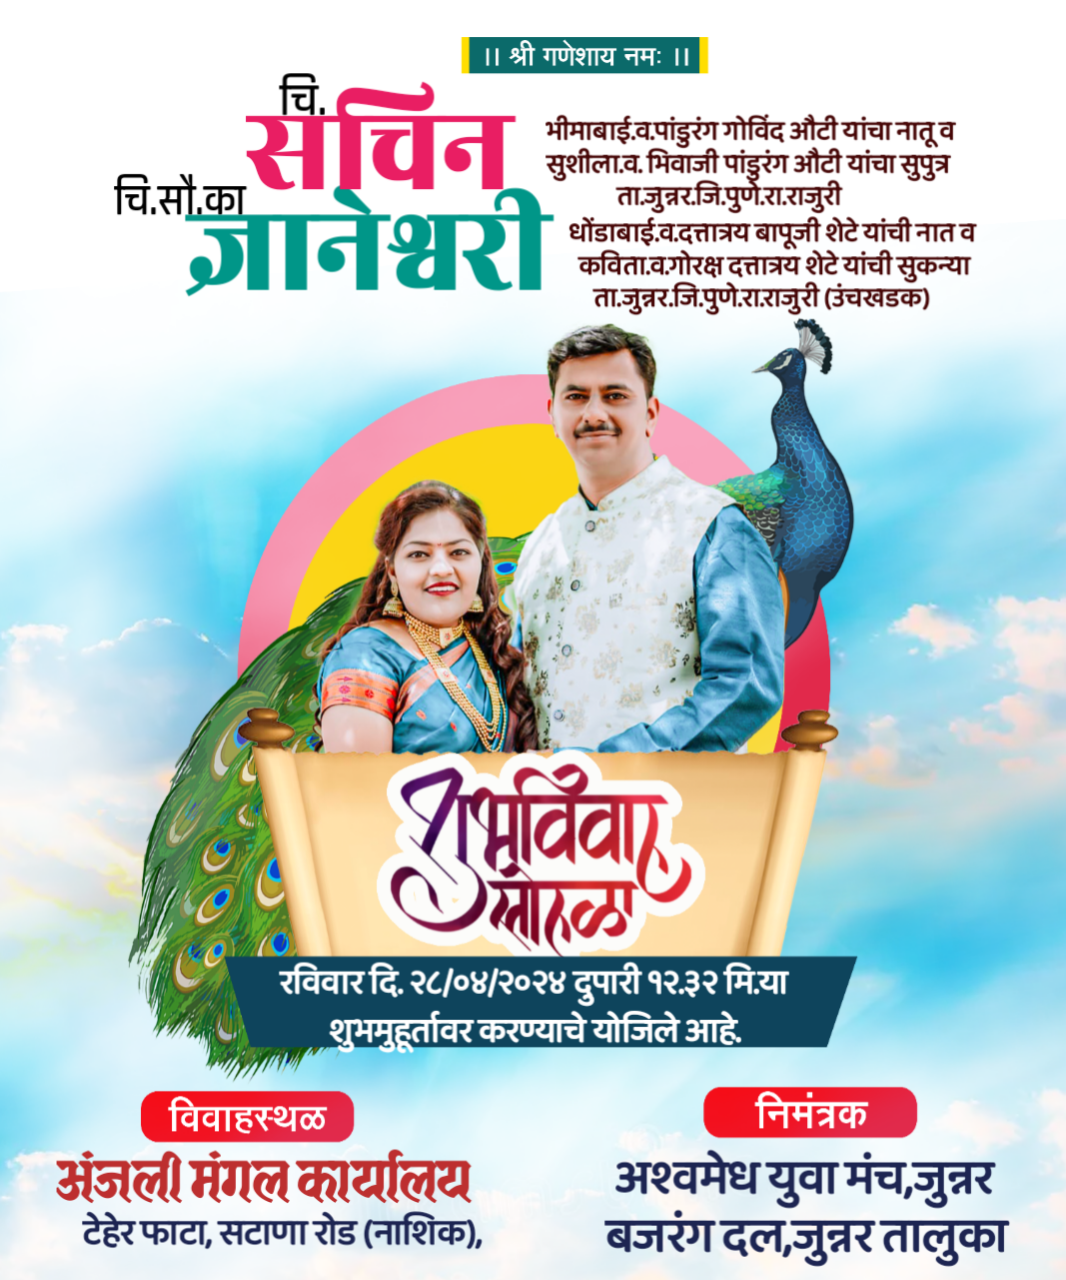 ।। श्री गणेशाय नमः ।।
चि.
सचिन
चि.सौ.का
ज्ञानेश्वरी
भीमाबाई.व.पांडुरंग गोविंद औटी यांचा नातू व
सुशीला.व. भिवाजी पांडुरंग औटी यांचा सुपुत्र
ता.जुन्नर.जि.पुणे.रा.राजुरी
धोंडाबाई.व.दत्तात्रय बापूजी शेटे यांची नात व
कविता.व.गोरक्ष दत्तात्रय शेटे यांची सुकन्या
ता.जुन्नर.जि.पुणे.रा.राजुरी (उंचखडक)
शुभविवाह
सोहळा
रविवार दि. २८/०४/२०२४ दुपारी १२.३२ मि.या
शुभमुहूर्तावर करण्याचे योजिले आहे.
विवाहस्थळ
अंजली मंगल कार्यालय
टेहेर फाटा, सटाणा रोड (नाशिक),
निमंत्रक
अश्वमेध युवा मंच,जुन्नर
बजरंग दल,जुन्नर तालुका